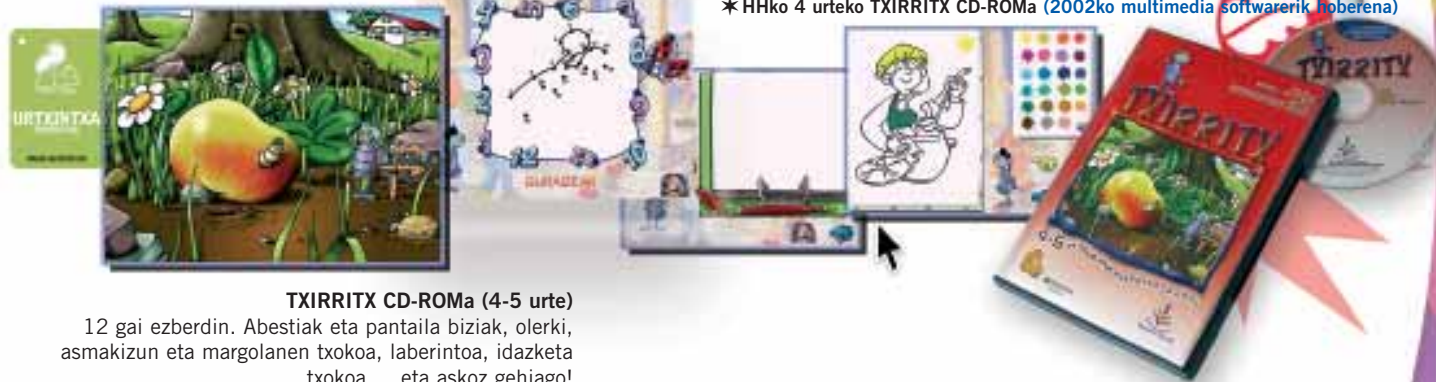 ✶ HHko 4 urteko TXIRRITX CD-ROMa (2002ko multimedia softwarerik hoberena)
URTXINTXA
TXIRRITX
TXIRRITX
TXIRRITX CD-ROMa (4-5 urte)
12 gai ezberdin. Abestiak eta pantaila biziak, olerki,
asmakizun eta margolanen txokoa, laberintoa, idazketa
txokoa ... eta askoz gehiago!